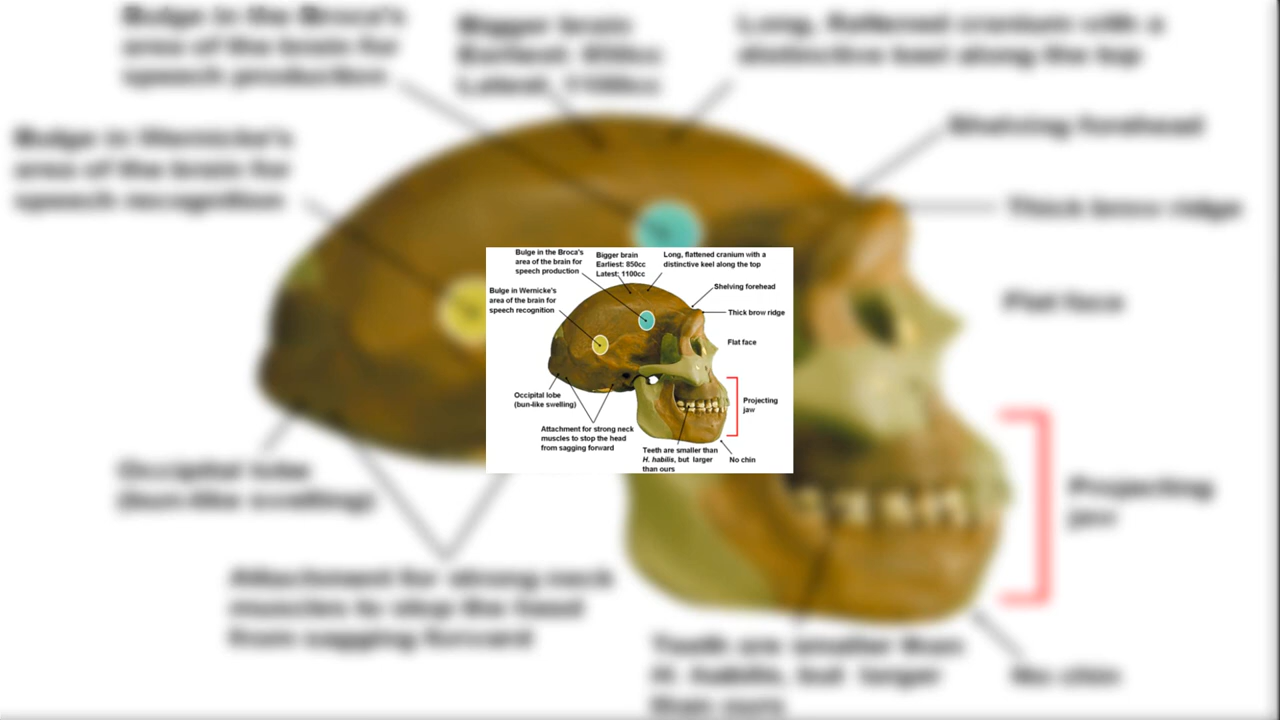 Bulge in the Broca's
area of the brain for
speech production
Bigger brain
Earliest: 850cc
Latest: 1100cc
Long, flattened cranium with a
distinctive keel along the top
Shelving forehead
Bulge in Wernicke's
area of the brain for
speech recognition
Thick brow ridge
Flat face
Occipital lobe
(bun-like swelling)
Projecting
jaw
Attachment for strong neck
muscles to stop the head
from sagging forward
Teeth are smaller than
H. habilis, but larger
than ours
No chin